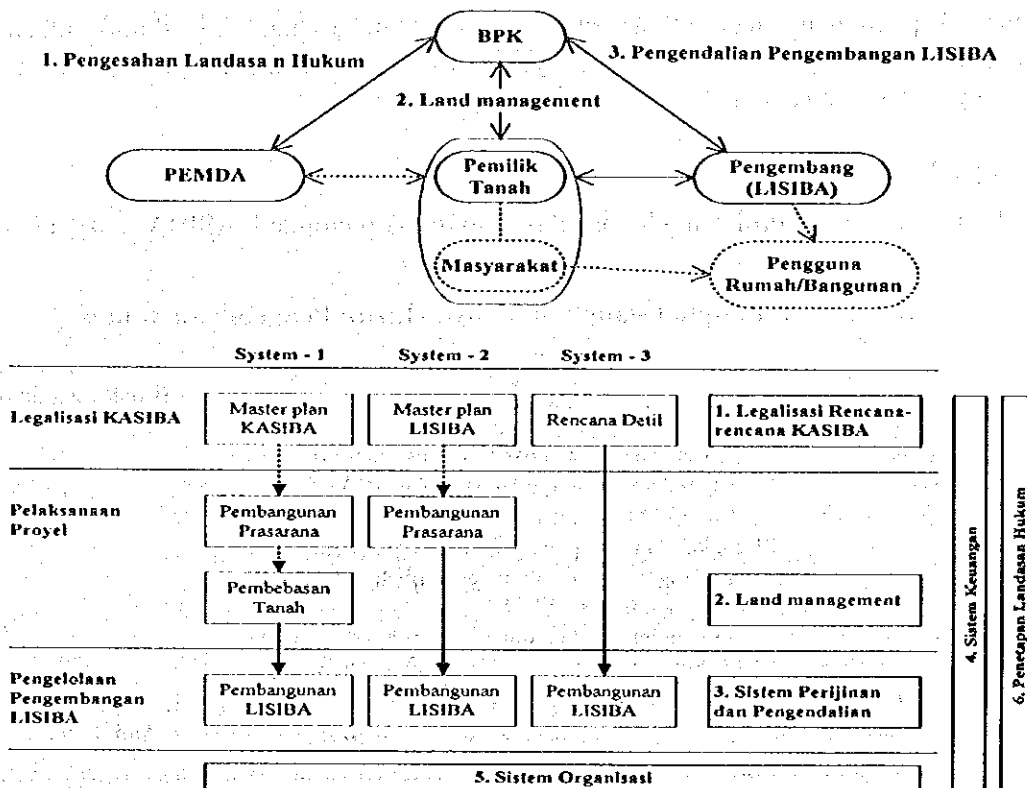 BPK
1. Pengesahan Landasa n Hukum
3. Pengendalian Pengembangan LISIBA
2. Land management
PEMDA
Pemilik
Tanah
Pengembang
(LISIBA)
Masyarakat
Pengguna
Rumah/Bangunan
System - 1
System - 2
System - 3
Legalisasi KASIBA
Master plan
KASIBA
Master plan
LISIBA
Rencana Detil
1. Legalisasi Rencana-
rencana KASIBA
Pelaksanaan
Proyel
Pembangunan
Prasarana
Pembangunan
Prasarana
Pembebasan
Tanah
2. Land management
Pengelolaan
Pengembangan
LISIBA
Pembangunan
LISIBA
Pembangunan
LISIBA
Pembangunan
LISIBA
3. Sistem Perijinan
dan Pengendalian
5. Sistem Organisasi
4. Sistem Keuangan
6. Penetapan Landasan Hukum